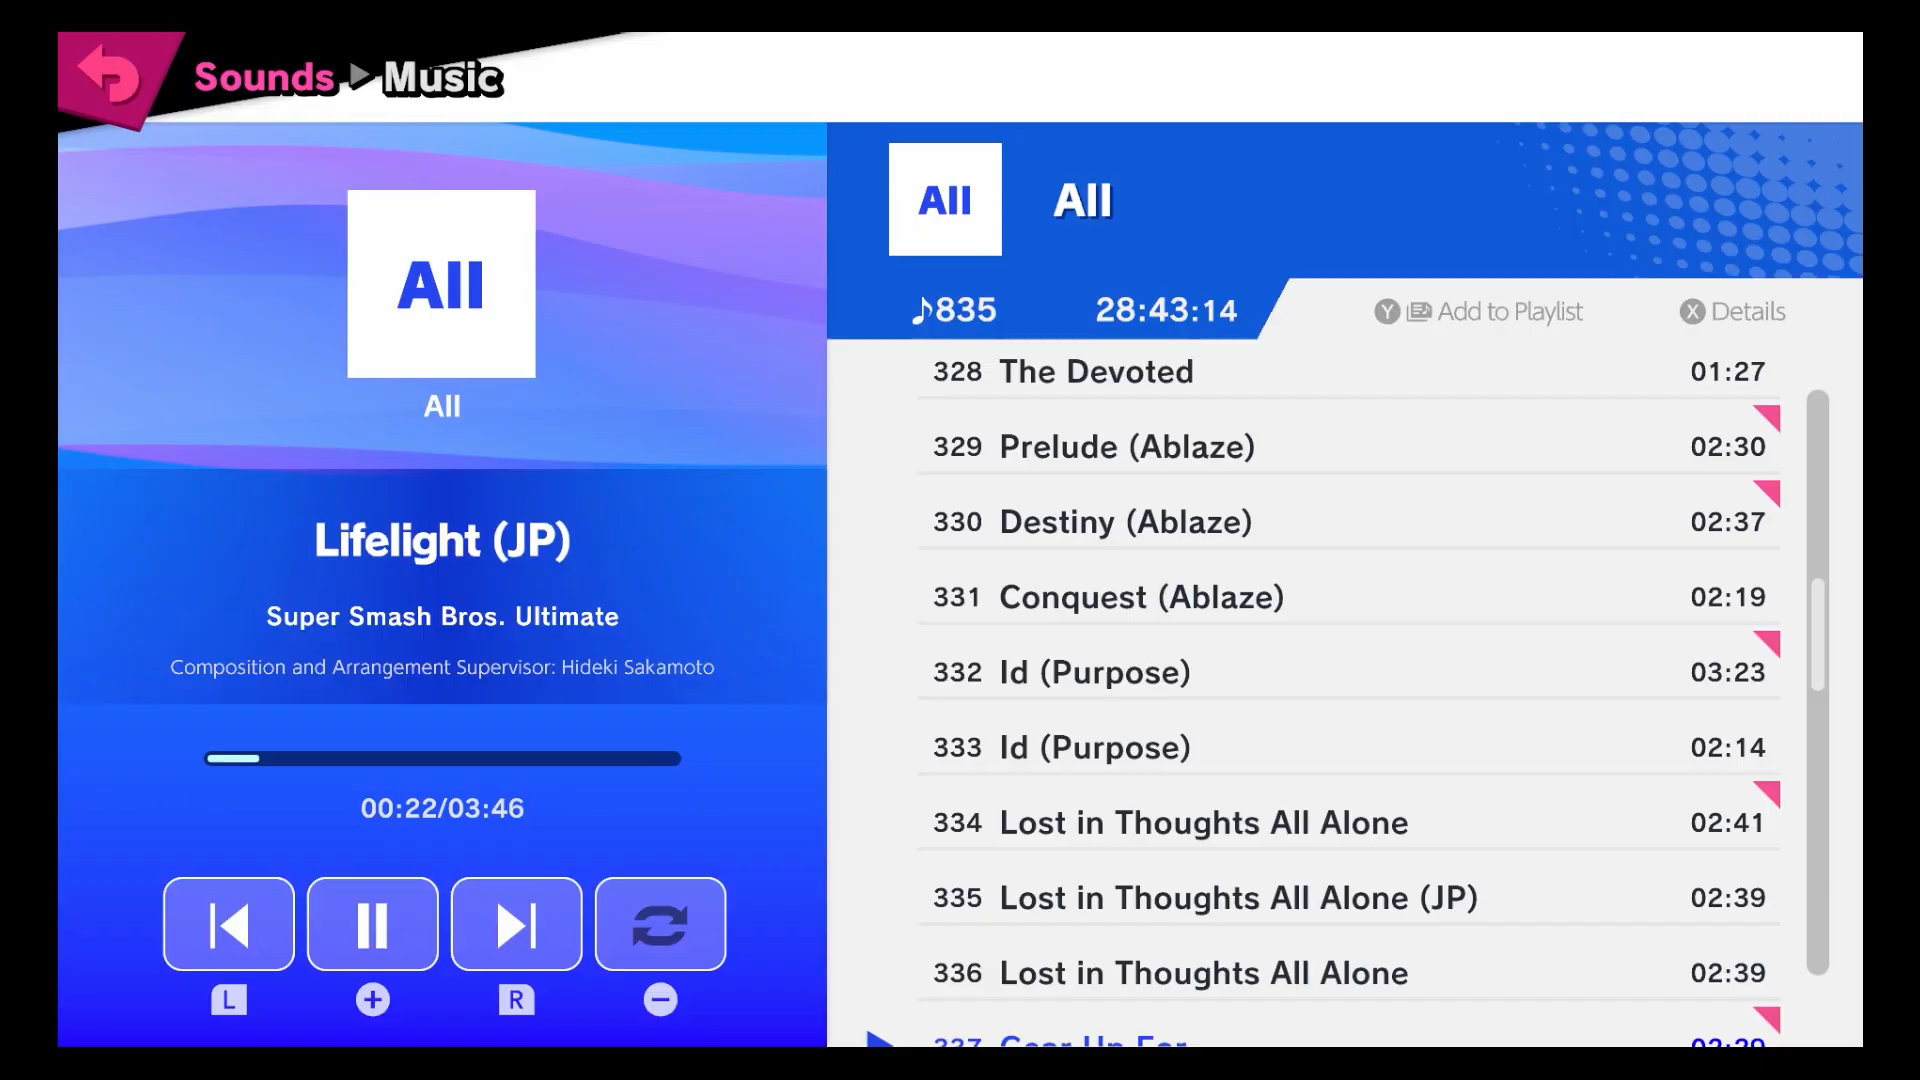 Sounds ▶ Music
All
All
Lifelight (JP)
Super Smash Bros. Ultimate
Composition and Arrangement Supervisor: Hideki Sakamoto
00:22/03:46
L + R −
All All
♪835 28:43:14 Y Add to Playlist X Details
328 The Devoted 01:27
329 Prelude (Ablaze) 02:30
330 Destiny (Ablaze) 02:37
331 Conquest (Ablaze) 02:19
332 Id (Purpose) 03:23
333 Id (Purpose) 02:14
334 Lost in Thoughts All Alone 02:41
335 Lost in Thoughts All Alone (JP) 02:39
336 Lost in Thoughts All Alone 02:39
337 Gear Up For